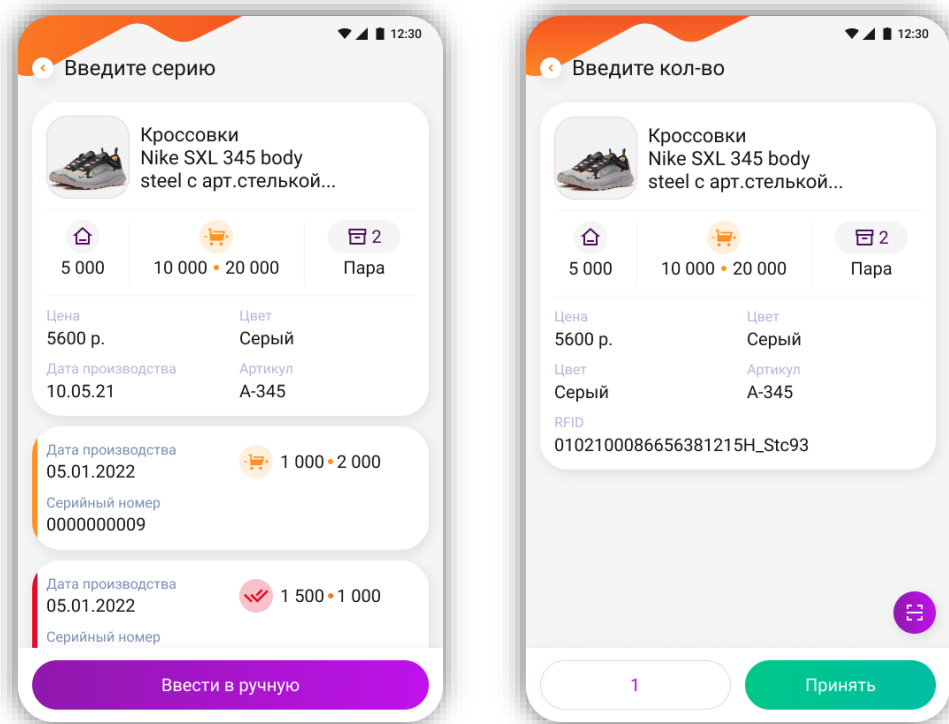 12:30
Введите серию
Кроссовки
Nike SXL 345 body
steel с арт.стелькой...
2
5 000
10 000 • 20 000
Пара
Цена
Цвет
5600 р.
Серый
Дата производства
Артикул
10.05.21
А-345
Дата производства
05.01.2022
1 000 • 2 000
Серийный номер
0000000009
Дата производства
05.01.2022
1 500 • 1 000
Серийный номер
Ввести в ручную
12:30
Введите кол-во
Кроссовки
Nike SXL 345 body
steel с арт.стелькой...
2
5 000
10 000 • 20 000
Пара
Цена
Цвет
5600 р.
Серый
Цвет
Артикул
Серый
А-345
RFID
0102100086656381215H_Stc93
1
Принять